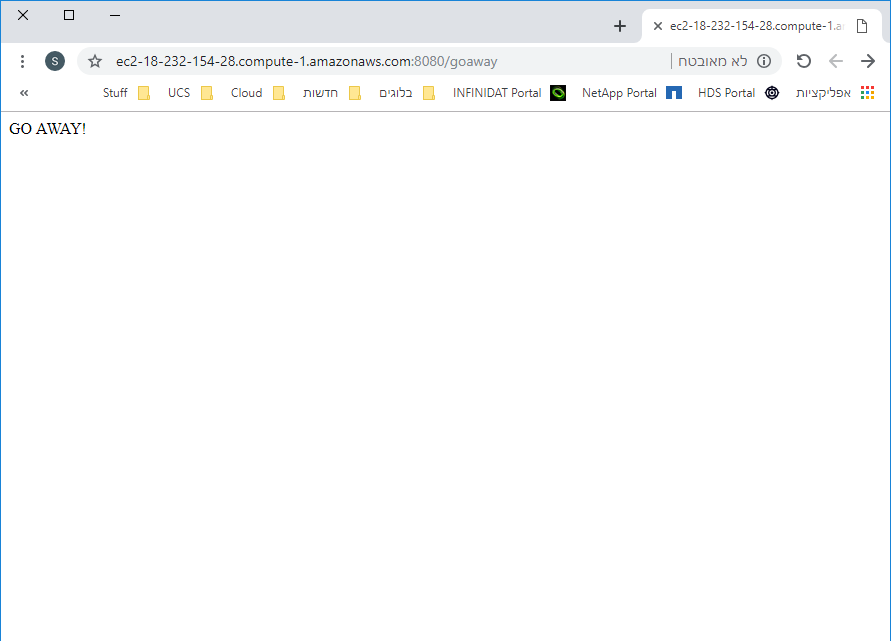 ec2-18-232-154-28.compute-1.a
S
ec2-18-232-154-28.compute-1.amazonaws.com:8080/goaway
לא מאובטח
אפליקציות
HDS Portal
NetApp Portal
INFINIDAT Portal
בלוגים
חדשות
Cloud
UCS
Stuff
GO AWAY!